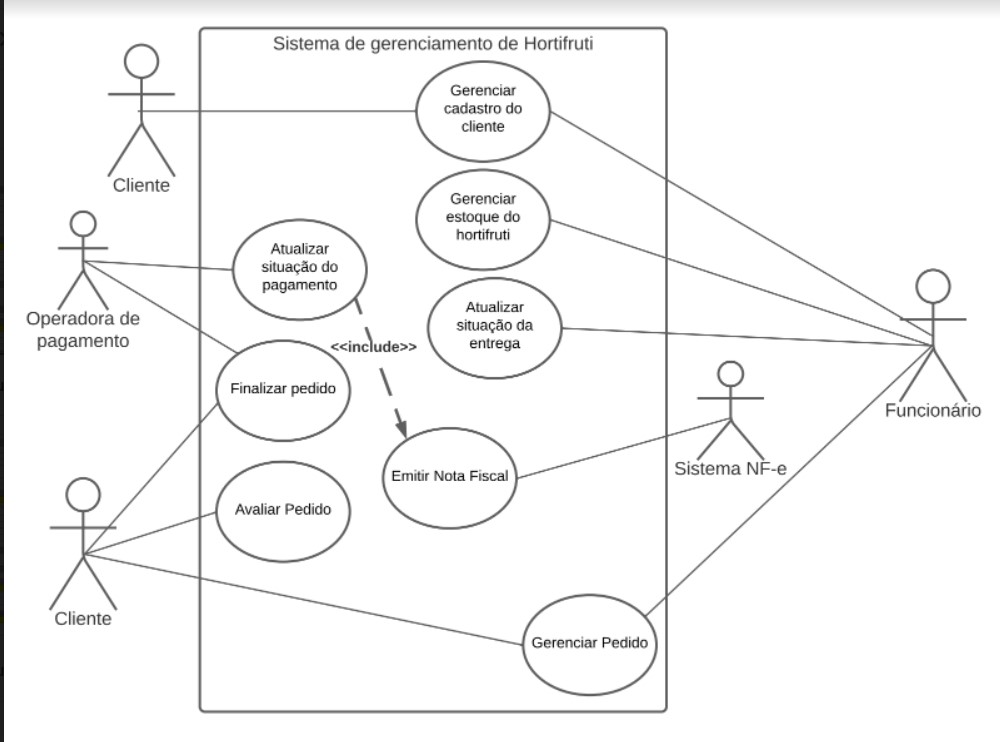 Sistema de gerenciamento de Hortifruti
Gerenciar
cadastro do
cliente
Cliente
Gerenciar
estoque do
hortifruti
Atualizar
situação do
pagamento
Operadora de
pagamento
Atualizar
situação da
entrega
<<include>>
Finalizar pedido
Funcionário
Emitir Nota Fiscal
Sistema NF-e
Avaliar Pedido
Cliente
Gerenciar Pedido